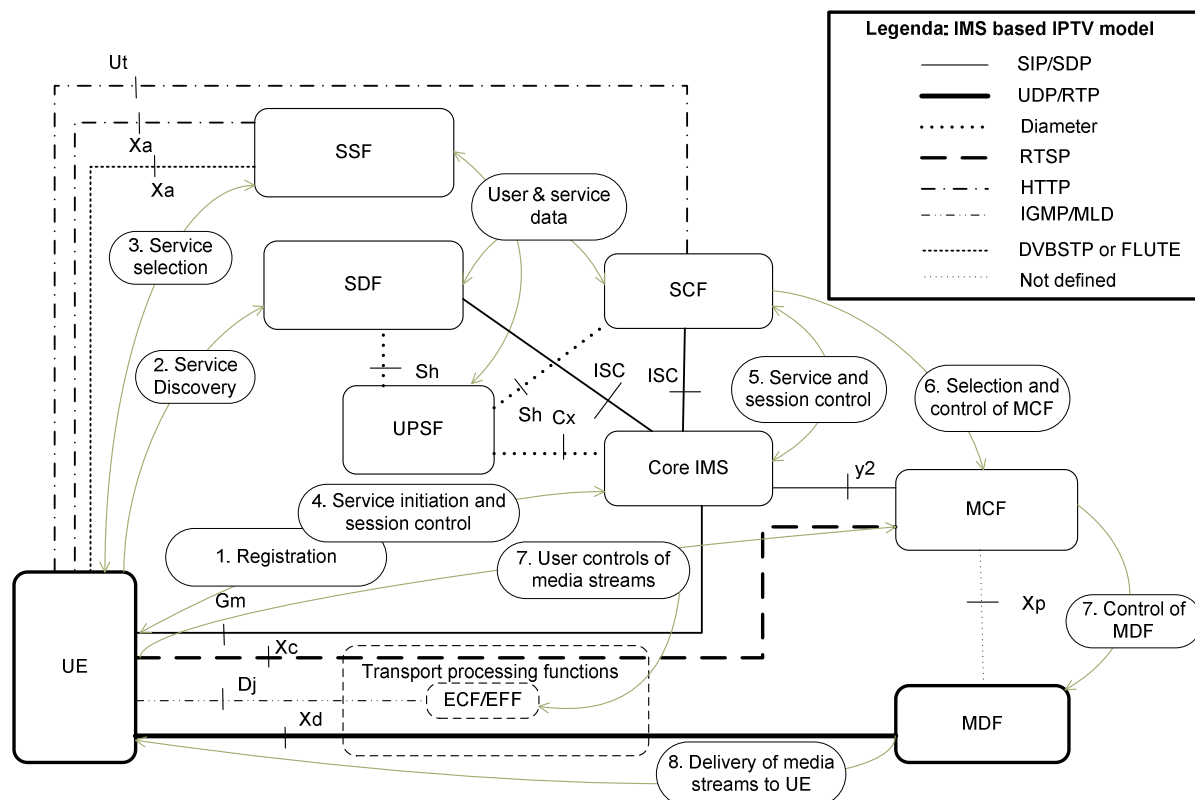 Legenda: IMS based IPTV model
SIP/SDP
UDP/RTP
Diameter
RTSP
HTTP
IGMP/MLD
DVBSTP or FLUTE
Not defined
Ut
Xa
Xa
SSF
User & service
data
3. Service
selection
SDF
SCF
2. Service
Discovery
Sh
ISC
ISC
5. Service and
session control
6. Selection and
control of MCF
UPSF
Sh
Cx
Core IMS
y2
MCF
4. Service initiation and
session control
1. Registration
7. User controls of
media streams
Gm
Xp
7. Control of
MDF
UE
Xc
Transport processing functions
Dj
ECF/EFF
Xd
MDF
8. Delivery of media
streams to UE